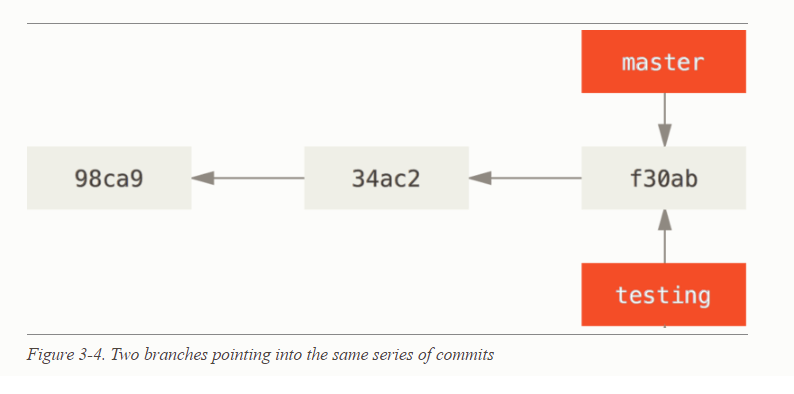 master
98ca9 34ac2 f30ab
testing
Figure 3-4. Two branches pointing into the same series of commits